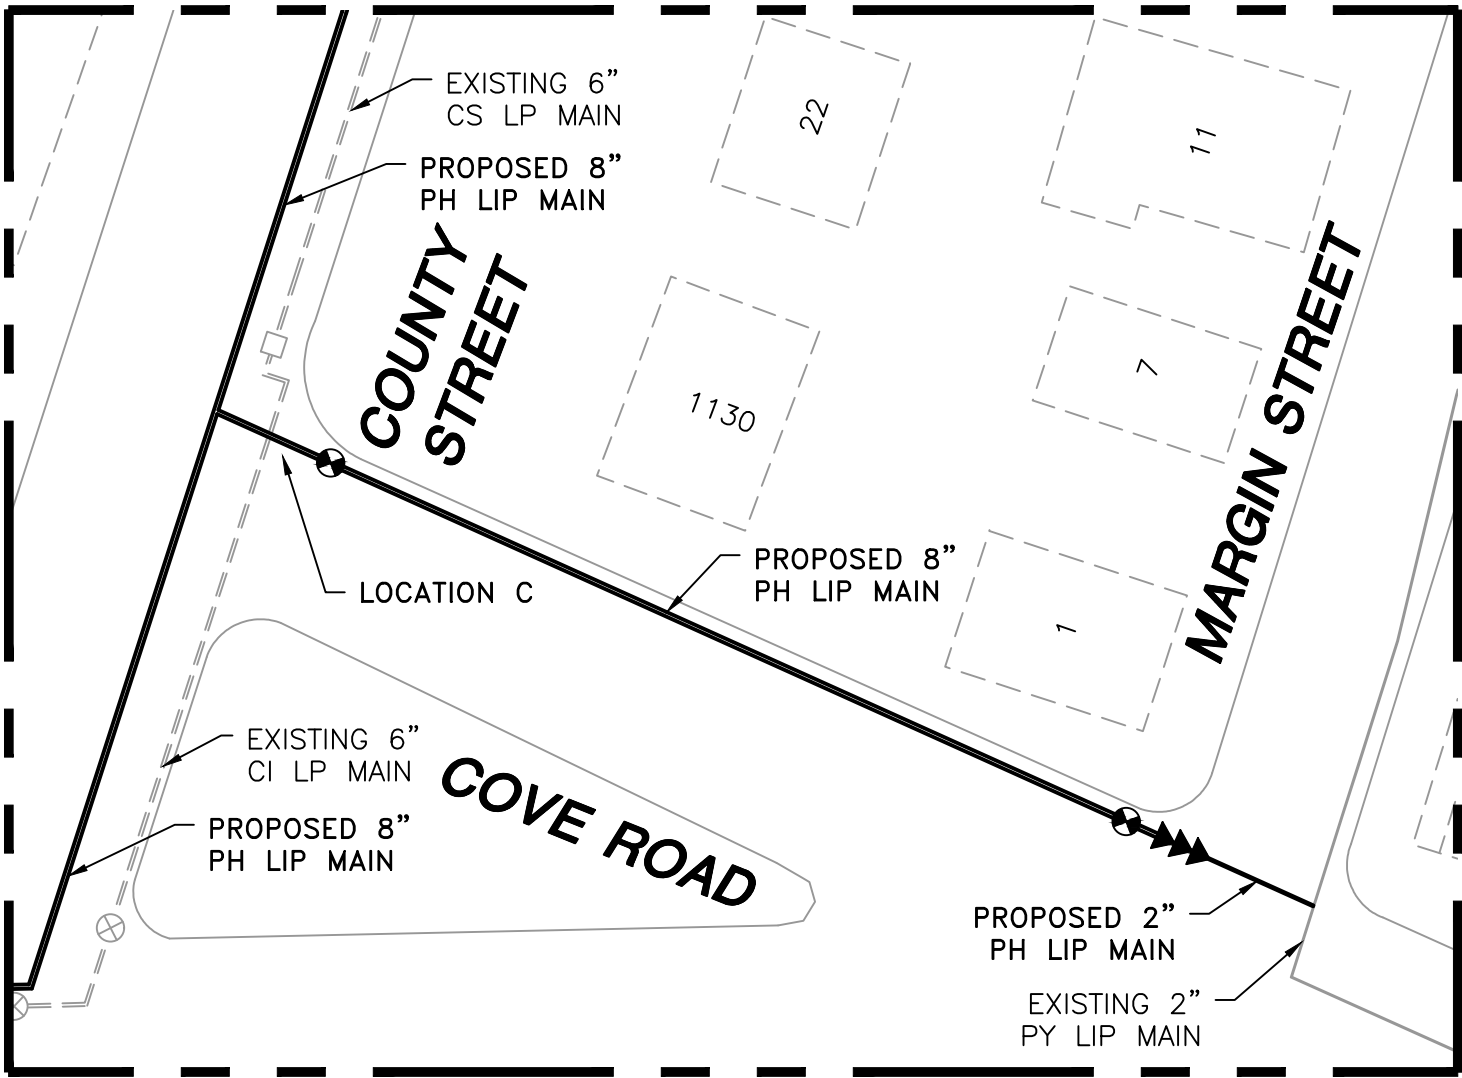 EXISTING 6”
CS LP MAIN
PROPOSED 8”
PH LIP MAIN
COUNTY
STREET
22
11
7
1130
1
MARGIN STREET
PROPOSED 8”
PH LIP MAIN
LOCATION C
EXISTING 6”
CI LP MAIN
PROPOSED 8”
PH LIP MAIN
COVE ROAD
PROPOSED 2”
PH LIP MAIN
EXISTING 2”
PY LIP MAIN